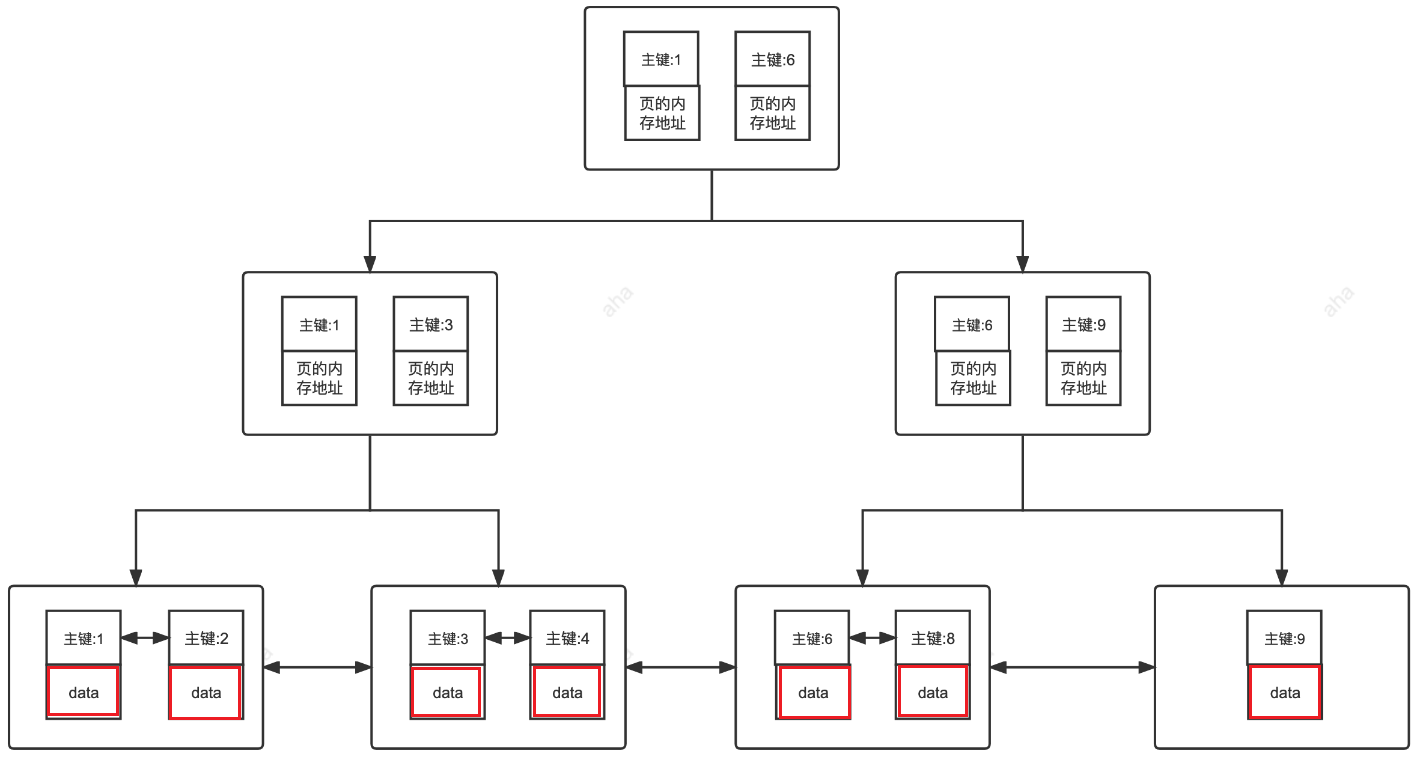 主键:1
主键:6
页的内
存地址
页的内
存地址
主键:1
主键:3
页的内
存地址
页的内
存地址
主键:6
主键:9
页的内
存地址
页的内
存地址
aha
aha
主键:1
主键:2
data
data
主键:3
主键:4
data
data
主键:6
主键:8
data
data
主键:9
data